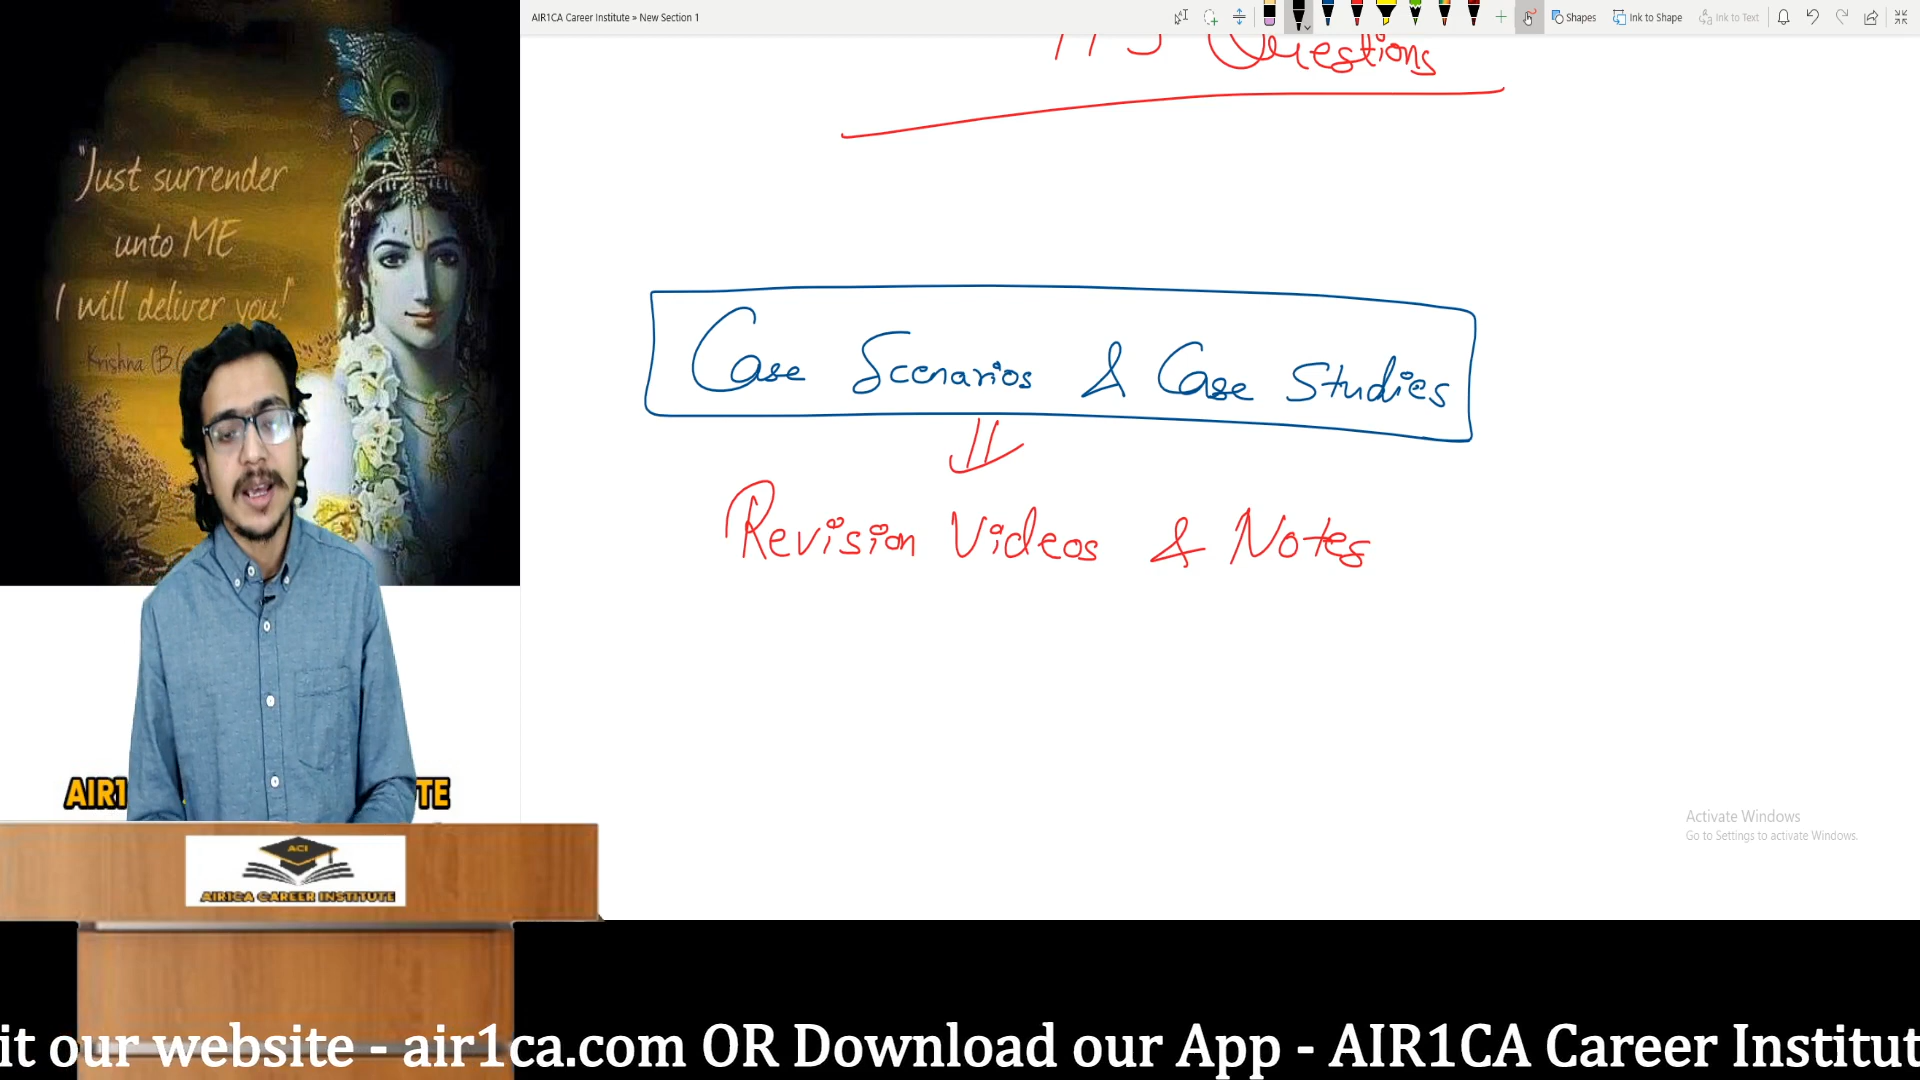 AIR1CA Career Institute » New Section 1
Shapes
Ink to Shape
Ink to Text
Questions
"Just surrender
unto ME
I will deliver you!"
Krishna (B.G
Case Scenarios & Case Studies
Revision Videos & Notes
AIR1
TE
Activate Windows
Go to Settings to activate Windows.
ACI
AIR1CA CAREER INSTITUTE
it our website - air1ca.com OR Download our App - AIR1CA Career Institut